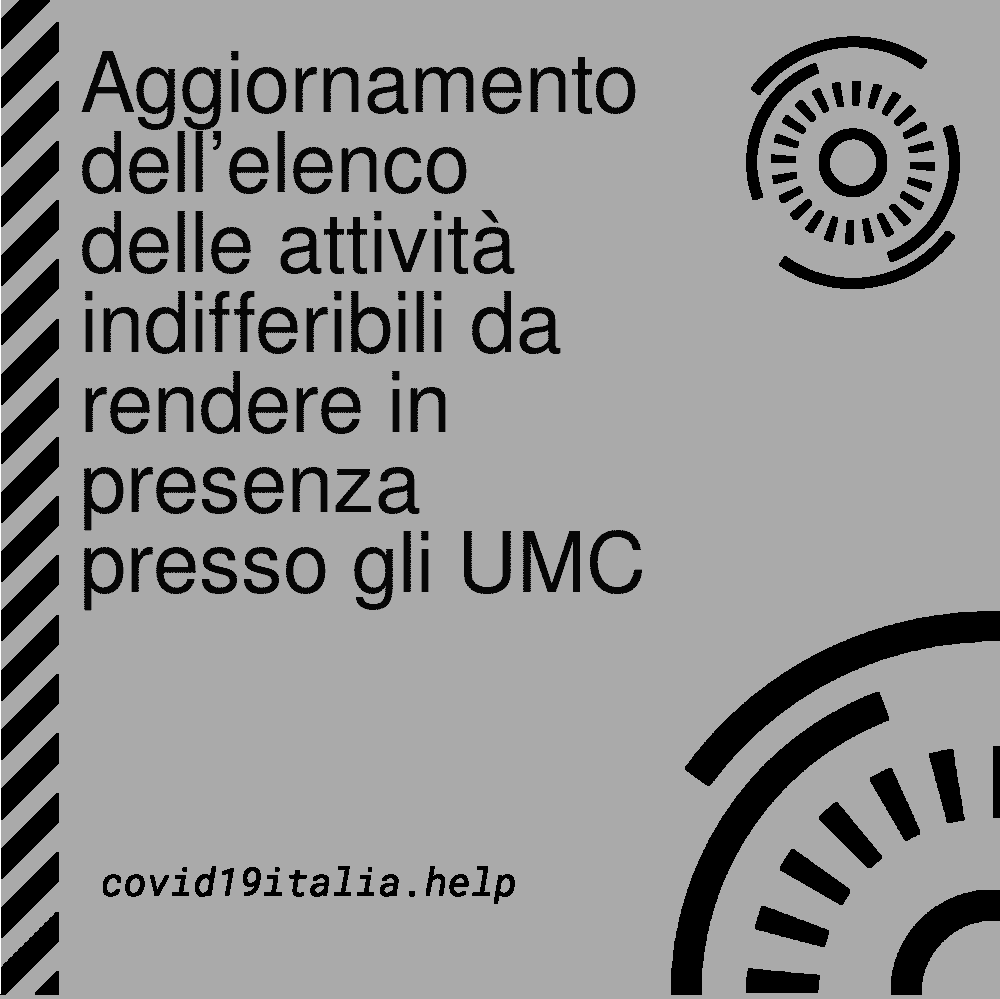 Aggiornamento
dell’elenco
delle attività
indifferibili da
rendere in
presenza
presso gli UMC
covid19italia.help